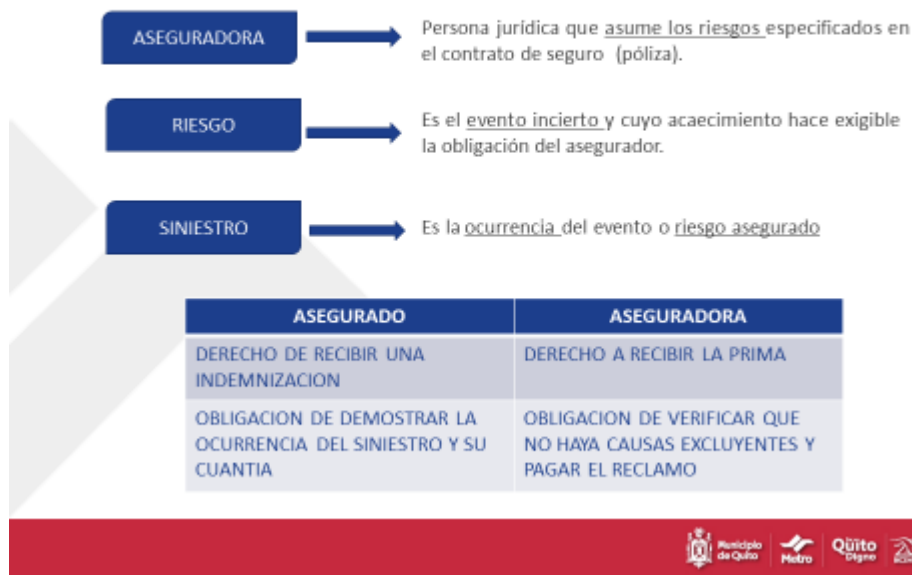 ASEGURADORA
Persona jurídica que asume los riesgos especificados en
el contrato de seguro (póliza).
RIESGO
Es el evento incierto y cuyo acaecimiento hace exigible
la obligación del asegurador.
SINIESTRO
Es la ocurrencia del evento o riesgo asegurado
ASEGURADO
ASEGURADORA
DERECHO DE RECIBIR UNA
INDEMNIZACION
DERECHO A RECIBIR LA PRIMA
OBLIGACION DE DEMOSTRAR LA
OCURRENCIA DEL SINIESTRO Y SU
CUANTIA
OBLIGACION DE VERIFICAR QUE
NO HAYA CAUSAS EXCLUYENTES Y
PAGAR EL RECLAMO
Municipio
de Quito
Metro
Quito
Digno